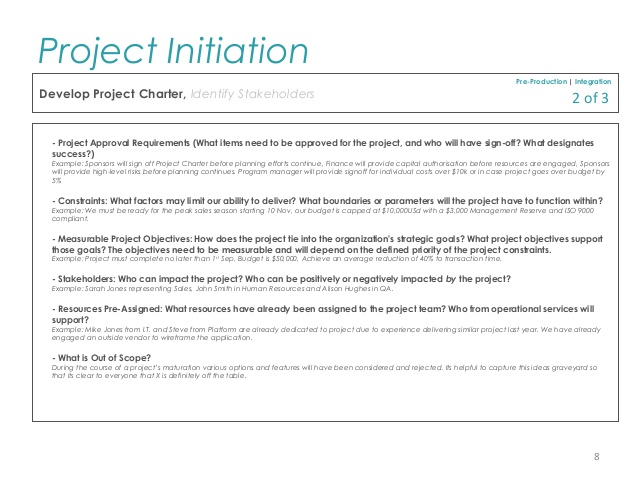 Project Initiation
Pre-Production | Integration
Develop Project Charter, Identify Stakeholders
2 of 3
- Project Approval Requirements (What items need to be approved for the project, and who will have sign-off? What designates
success?)
Example: Sponsors will sign off Project Charter before planning efforts continue, Finance will provide capital authorisation before resources are engaged, Sponsors
will provide high-level risks before planning continues. Program manager will provide signoff for individual costs over $10k or in case project goes over budget by
5%
- Constraints: What factors may limit our ability to deliver? What boundaries or parameters will the project have to function within?
Example: We must be ready for the peak sales season starting 10 Nov, our budget is capped at $10,000USd with a $3,000 Management Reserve and ISO 9000
compliant.
- Measurable Project Objectives: How does the project tie into the organization's strategic goals? What project objectives support
those goals? The objectives need to be measurable and will depend on the defined priority of the project constraints.
Example: Project must complete no later than 1st Sep, Budget is $50,000, Achieve an average reduction of 40% to transaction time.
- Stakeholders: Who can impact the project? Who can be positively or negatively impacted by the project?
Example: Sarah Jones representing Sales, John Smith in Human Resources and Alison Hughes in QA.
- Resources Pre-Assigned: What resources have already been assigned to the project team? Who from operational services will
support?
Example: Mike Jones from I.T. and Steve from Platform are already dedicated to project due to experience delivering similar project last year. We have already
engaged an outside vendor to wireframe the application.
- What is Out of Scope?
During the course of a project's maturation various options and features will have been considered and rejected. Its helpful to capture this ideas graveyard so
that its clear to everyone that X is definitely off the table.
8